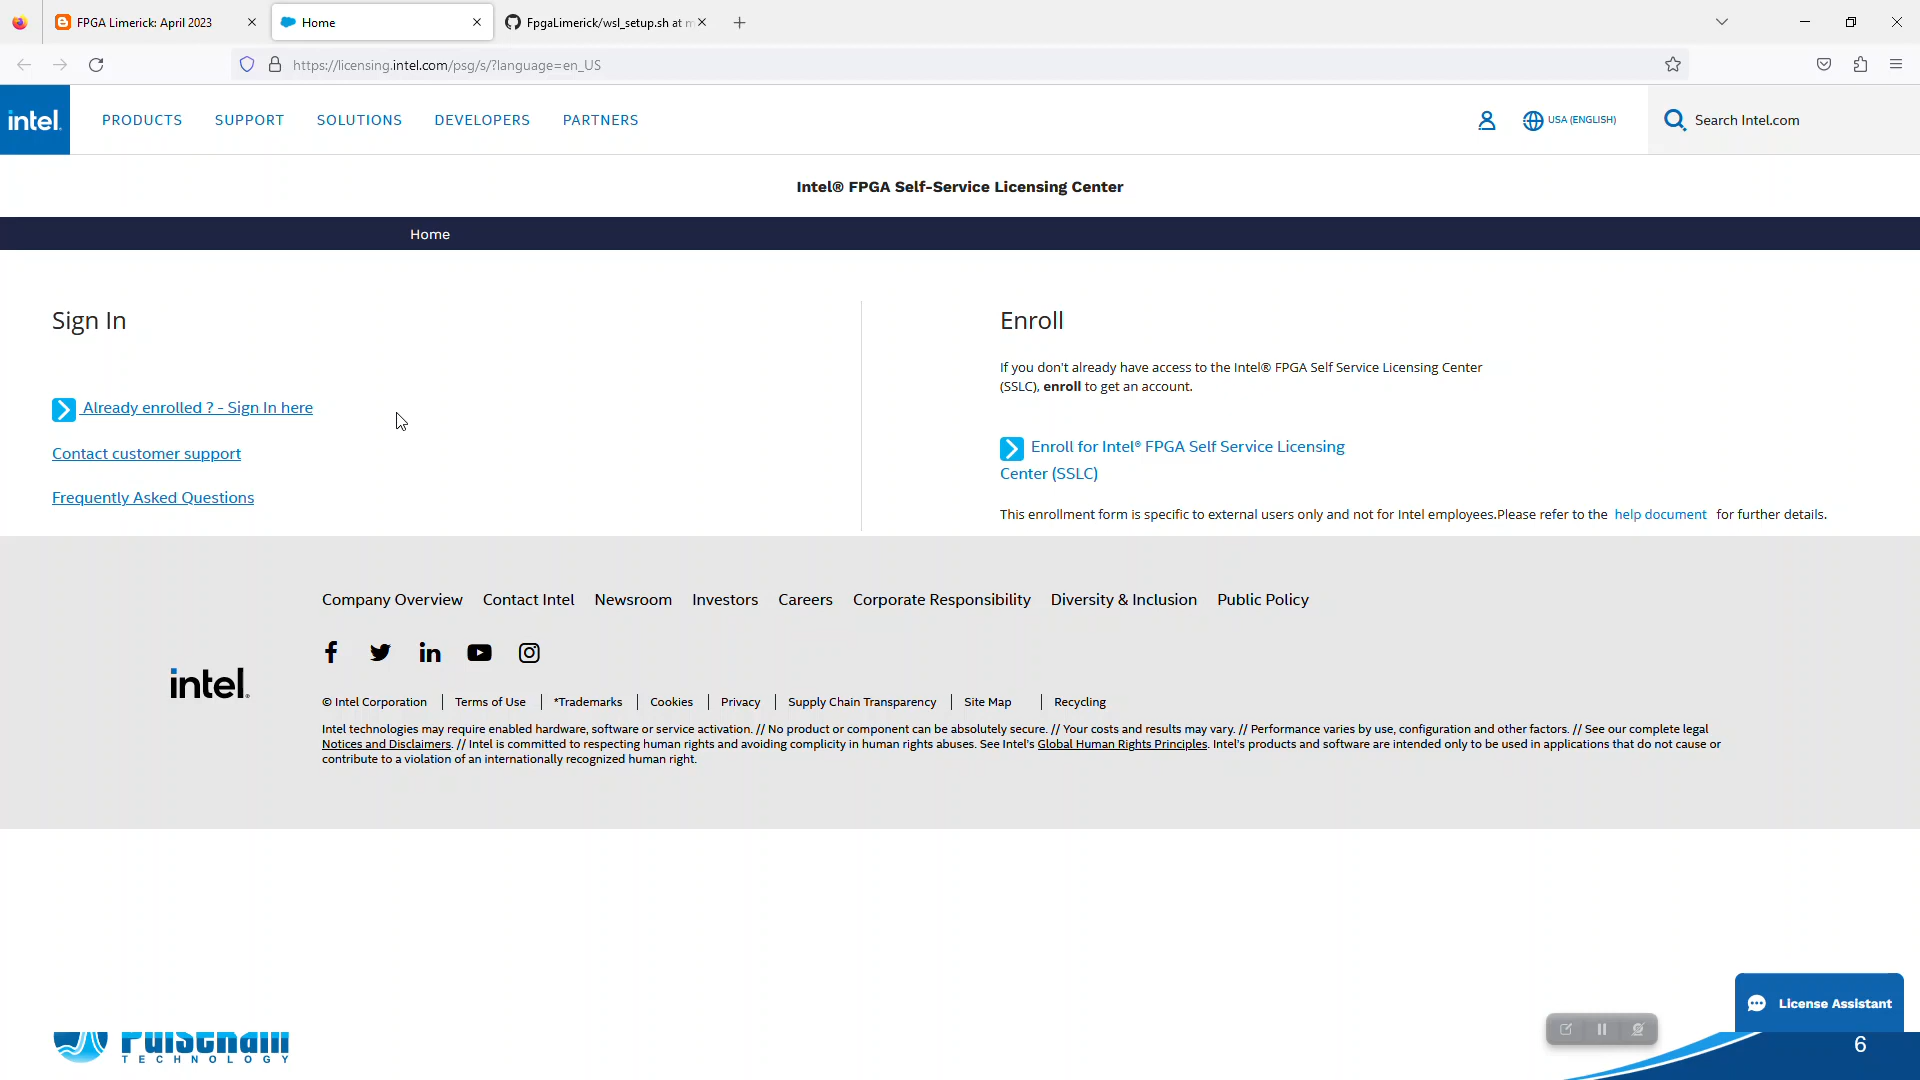 FPGA Limerick: April 2023
Home
FpgaLimerick/wsl_setup.sh at m
https://licensing.intel.com/psg/s/?language=en_US
intel.
PRODUCTS
SUPPORT
SOLUTIONS
DEVELOPERS
PARTNERS
USA (ENGLISH)
Search Intel.com
Intel® FPGA Self-Service Licensing Center
Home
Sign In
Already enrolled ? - Sign In here
Contact customer support
Frequently Asked Questions
Enroll
If you don't already have access to the Intel® FPGA Self Service Licensing Center
(SSLC), enroll to get an account.
Enroll for Intel® FPGA Self Service Licensing
Center (SSLC)
This enrollment form is specific to external users only and not for Intel employees.Please refer to the help document for further details.
Company Overview
Contact Intel
Newsroom
Investors
Careers
Corporate Responsibility
Diversity & Inclusion
Public Policy
intel.
© Intel Corporation
Terms of Use
*Trademarks
Cookies
Privacy
Supply Chain Transparency
Site Map
Recycling
Intel technologies may require enabled hardware, software or service activation. // No product or component can be absolutely secure. // Your costs and results may vary. // Performance varies by use, configuration and other factors. // See our complete legal
Notices and Disclaimers. // Intel is committed to respecting human rights and avoiding complicity in human rights abuses. See Intel's Global Human Rights Principles. Intel's products and software are intended only to be used in applications that do not cause or
contribute to a violation of an internationally recognized human right.
License Assistant
TECHNOLOGY
6